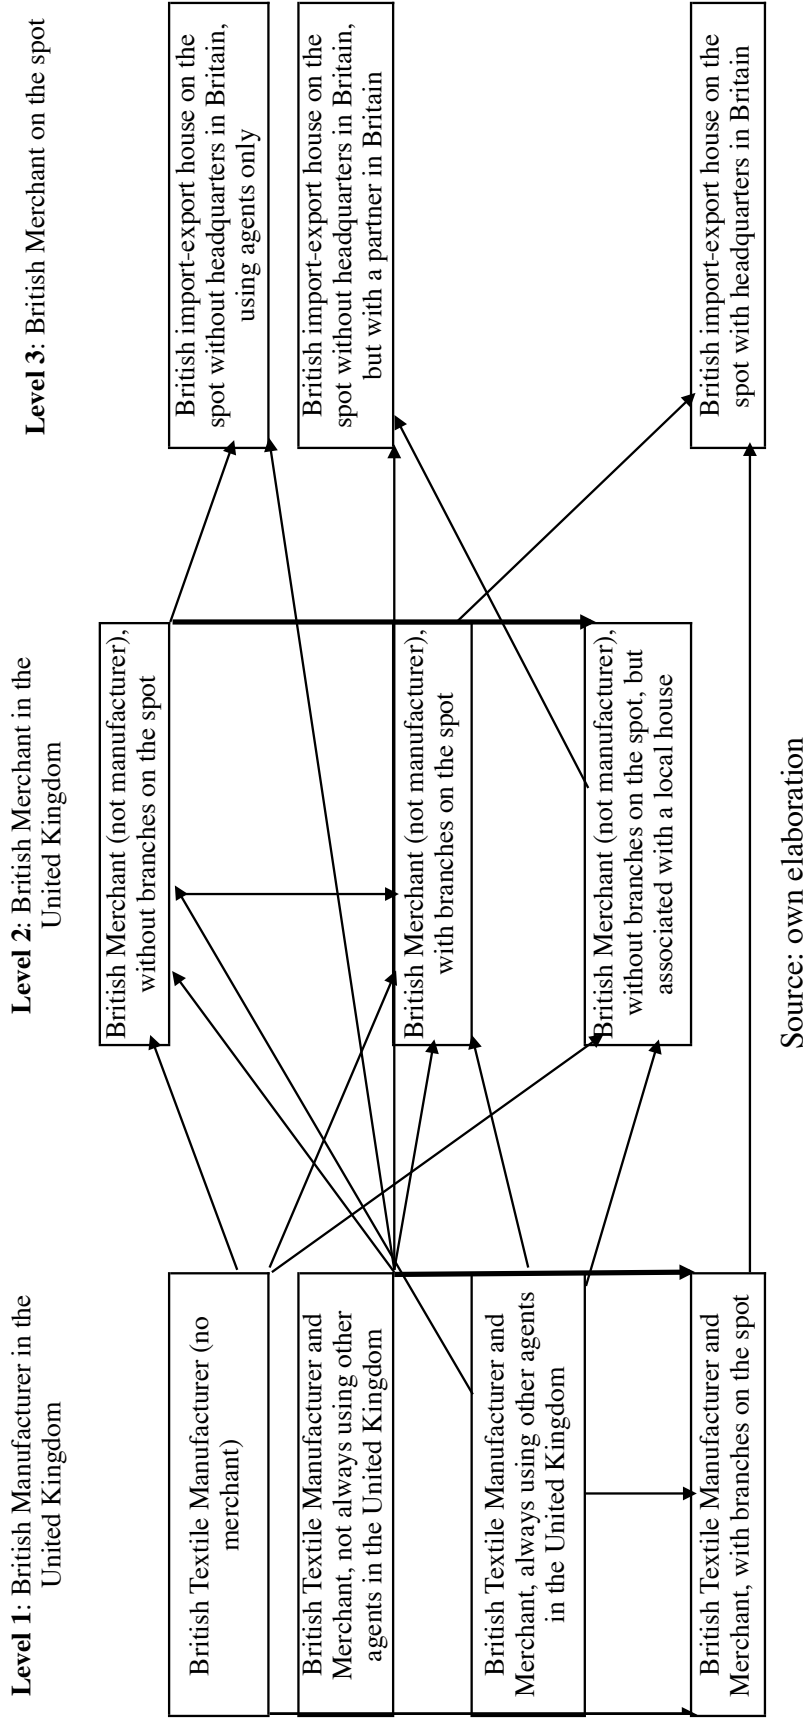 Level 1: British Manufacturer in the
United Kingdom
Level 2: British Merchant in the
United Kingdom
Level 3: British Merchant on the spot
British Textile Manufacturer (no
merchant)
British Textile Manufacturer and
Merchant, not always using other
agents in the United Kingdom
British Textile Manufacturer and
Merchant, always using other agents
in the United Kingdom
British Textile Manufacturer and
Merchant, with branches on the spot
British Merchant (not manufacturer),
without branches on the spot
British Merchant (not manufacturer),
with branches on the spot
British Merchant (not manufacturer),
without branches on the spot, but
associated with a local house
British import-export house on the
spot without headquarters in Britain,
using agents only
British import-export house on the
spot without headquarters in Britain,
but with a partner in Britain
British import-export house on the
spot with headquarters in Britain
Source: own elaboration